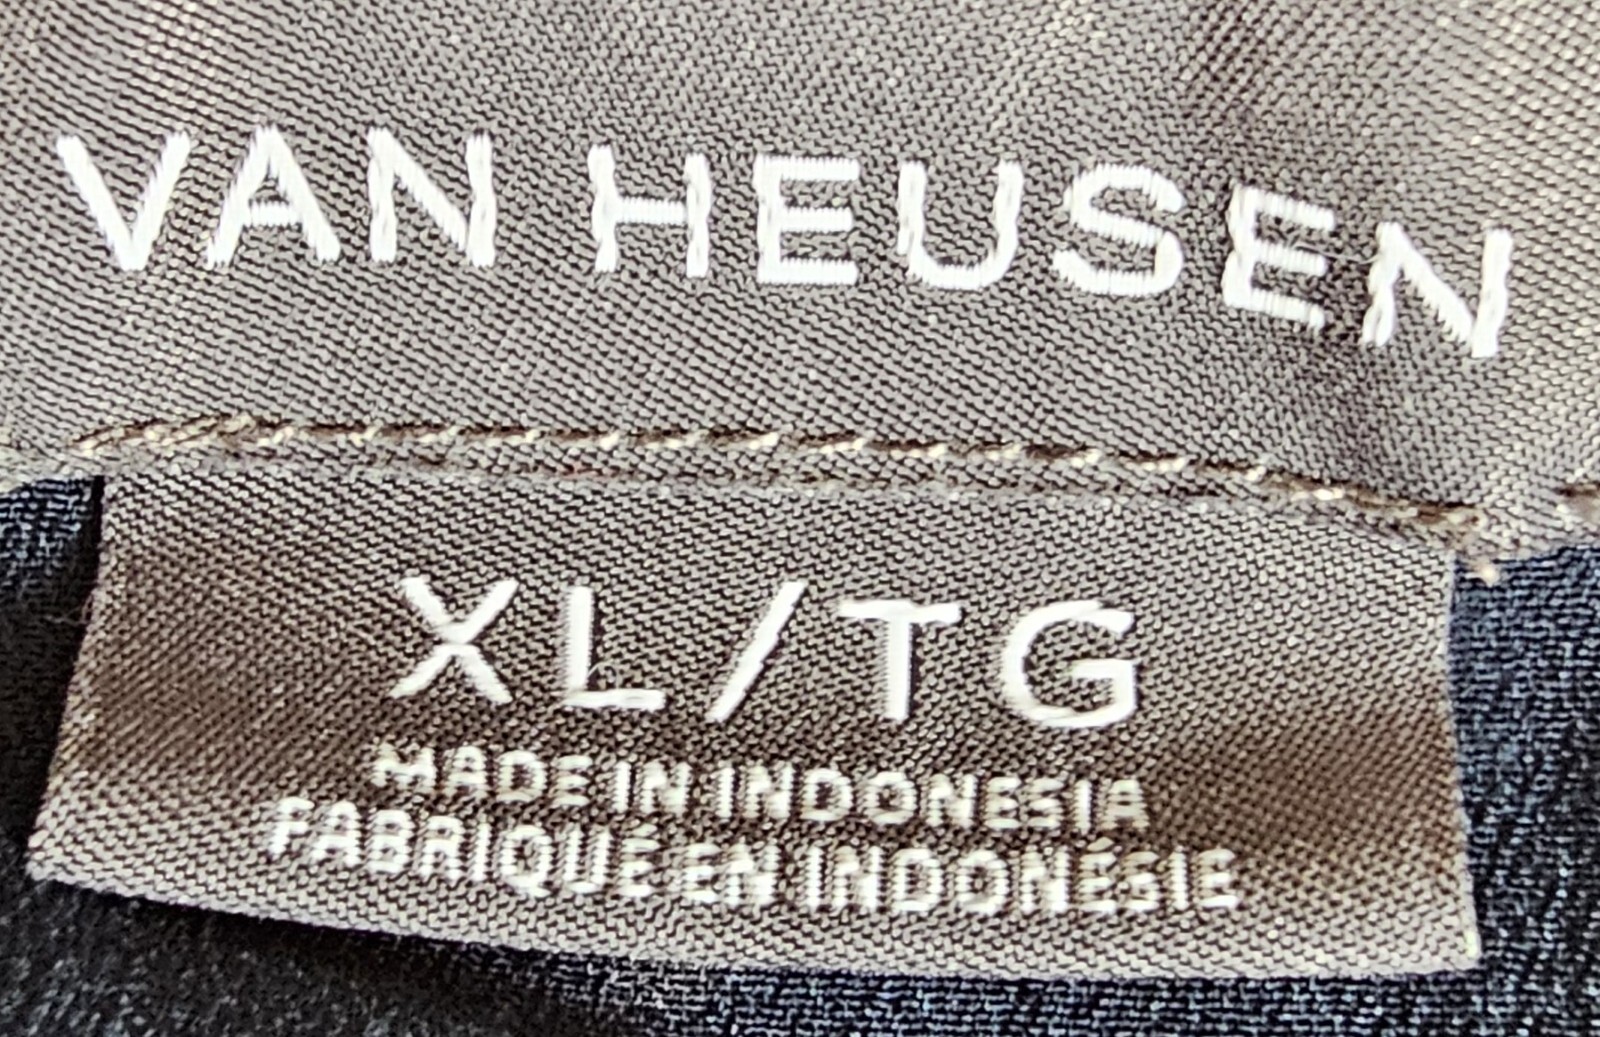 VAN HEUSEN
XL/TG
MADE IN INDONESIA
FABRIQUÉ EN INDONÉSIE